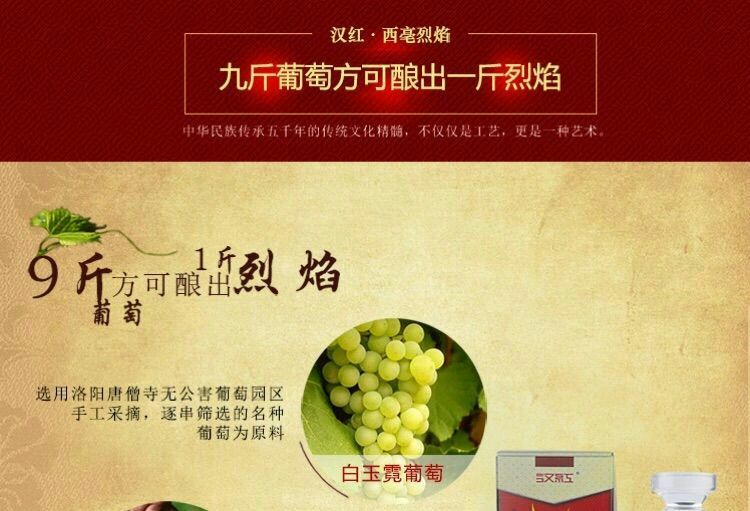 汉红·西亳烈焰
九斤葡萄方可酿出一斤烈焰
中华民族传承五千年的传统文化精髓，不仅仅是工艺，更是一种艺术。
9斤葡萄方可酿出1斤烈焰
选用洛阳唐僧寺无公害葡萄园区
手工采摘，逐串筛选的名种
葡萄为原料
白玉霓葡萄